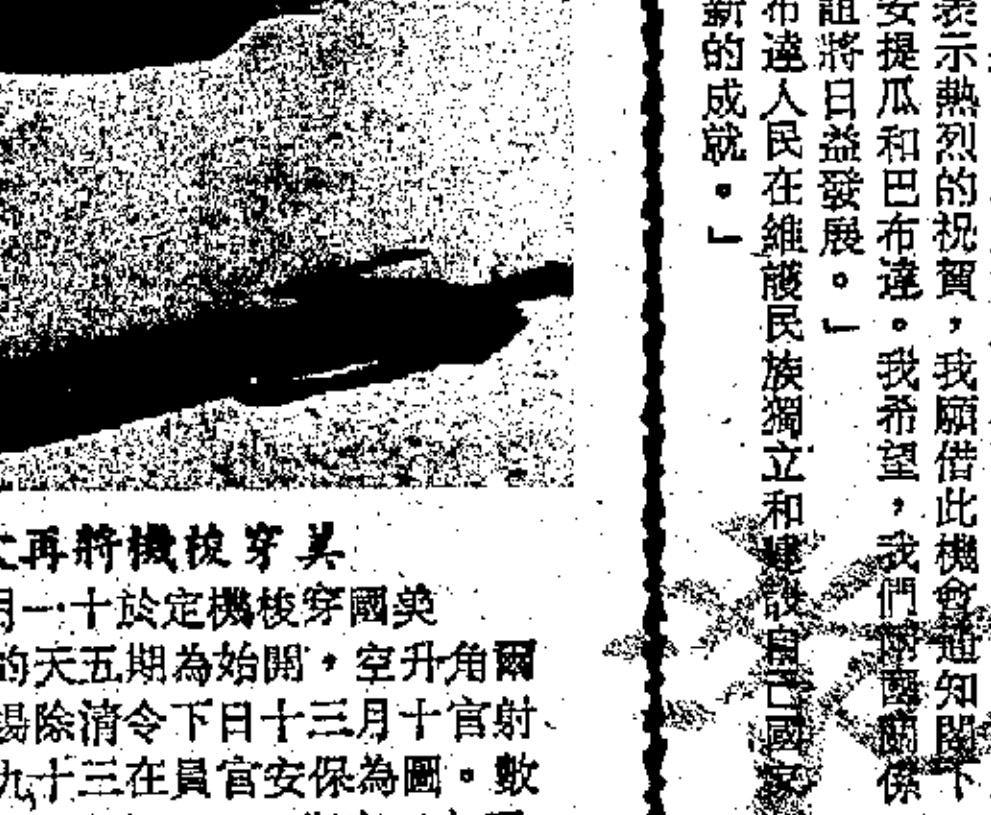 表示熱烈的祝賀，我願借此機會通知閣下
安提瓜和巴布達。我希望，我們兩國關係
誼將日益發展。」
布達人民在維護民族獨立和建設自己國家
新的成就。」
美穿梭機將再
美國穿梭機定於十一月
爾角升空，開始為期五天的
射官十月三十日下令清除場
數。圖為保安官員在三十九